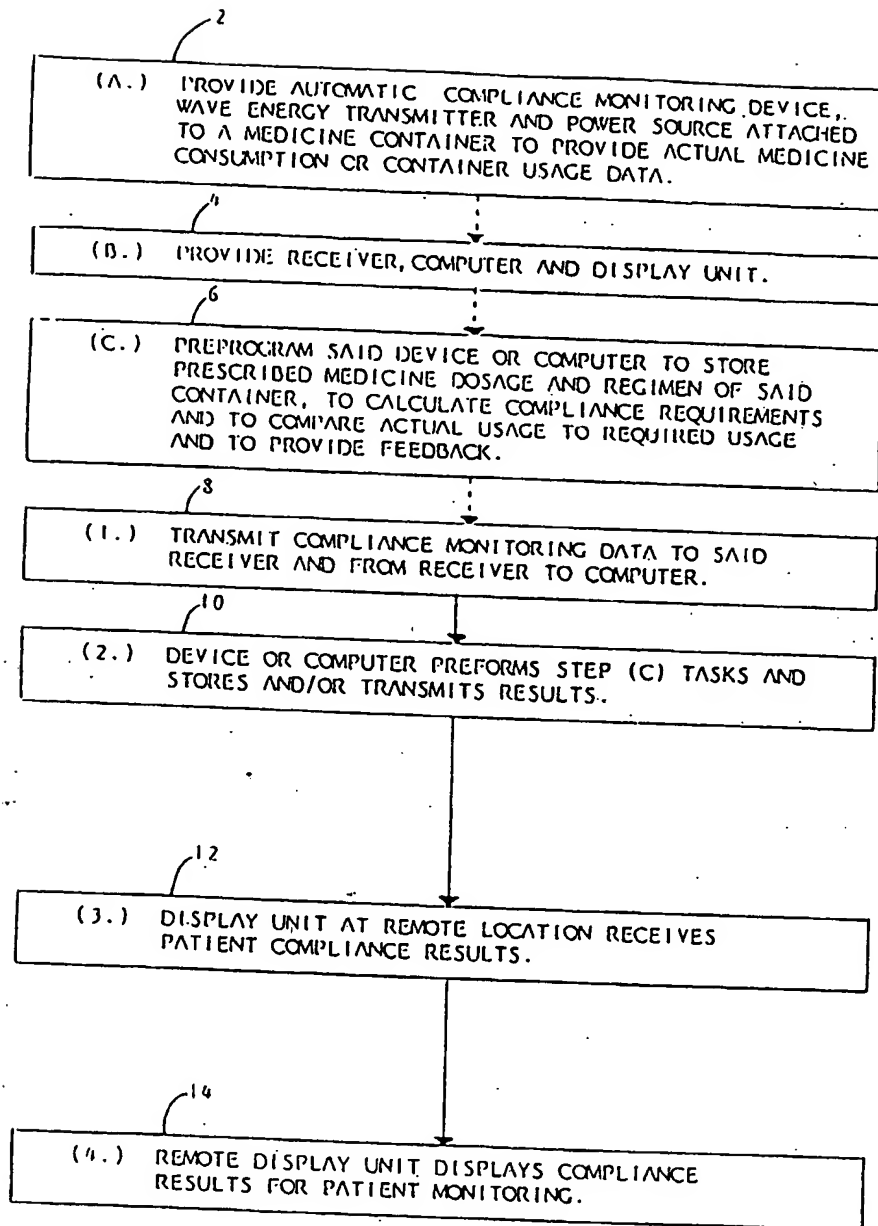 2
(A.) PROVIDE AUTOMATIC COMPLIANCE MONITORING DEVICE,
WAVE ENERGY TRANSMITTER AND POWER SOURCE ATTACHED
TO A MEDICINE CONTAINER TO PROVIDE ACTUAL MEDICINE
CONSUMPTION OR CONTAINER USAGE DATA.
4
(B.) PROVIDE RECEIVER, COMPUTER AND DISPLAY UNIT.
6
(C.) PREPROGRAM SAID DEVICE OR COMPUTER TO STORE
PRESCRIBED MEDICINE DOSAGE AND REGIMEN OF SAID
CONTAINER, TO CALCULATE COMPLIANCE REQUIREMENTS
AND TO COMPARE ACTUAL USAGE TO REQUIRED USAGE
AND TO PROVIDE FEEDBACK.
8
(1.) TRANSMIT COMPLIANCE MONITORING DATA TO SAID
RECEIVER AND FROM RECEIVER TO COMPUTER.
10
(2.) DEVICE OR COMPUTER PREFORMS STEP (C) TASKS AND
STORES AND/OR TRANSMITS RESULTS.
12
(3.) DISPLAY UNIT AT REMOTE LOCATION RECEIVES
PATIENT COMPLIANCE RESULTS.
14
(4.) REMOTE DISPLAY UNIT DISPLAYS COMPLIANCE
RESULTS FOR PATIENT MONITORING.